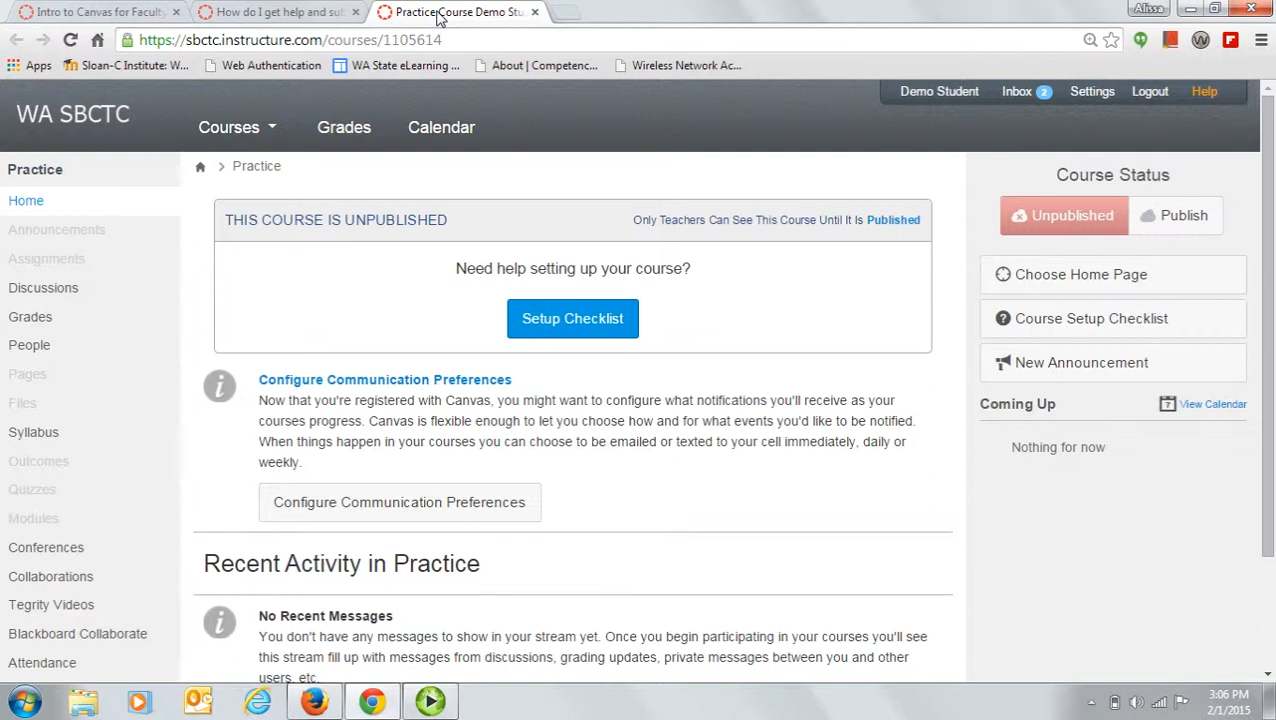 Intro to Canvas for Faculty
How do I get help and sub
Practice Course Demo Stu
Alissa
https://sbctc.instructure.com/courses/1105614
Apps
Sloan-C Institute: W...
Web Authentication
WA State eLearning ...
About | Competenc...
Wireless Network Ac...
Demo Student
Inbox 2
Settings
Logout
Help
WA SBCTC
Courses
Grades
Calendar
Practice
Home
Announcements
Assignments
Discussions
Grades
People
Pages
Files
Syllabus
Outcomes
Quizzes
Modules
Conferences
Collaborations
Tegrity Videos
Blackboard Collaborate
Attendance
> Practice
THIS COURSE IS UNPUBLISHED
Only Teachers Can See This Course Until It Is Published
Need help setting up your course?
Setup Checklist
Configure Communication Preferences
Now that you're registered with Canvas, you might want to configure what notifications you'll receive as your
courses progress. Canvas is flexible enough to let you choose how and for what events you'd like to be notified.
When things happen in your courses you can choose to be emailed or texted to your cell immediately, daily or
weekly.
Configure Communication Preferences
Recent Activity in Practice
No Recent Messages
You don't have any messages to show in your stream yet. Once you begin participating in your courses you'll see
this stream fill up with messages from discussions, grading updates, private messages between you and other
users, etc.
Course Status
Unpublished
Publish
Choose Home Page
Course Setup Checklist
New Announcement
Coming Up
7 View Calendar
Nothing for now
3:06 PM
2/1/2015